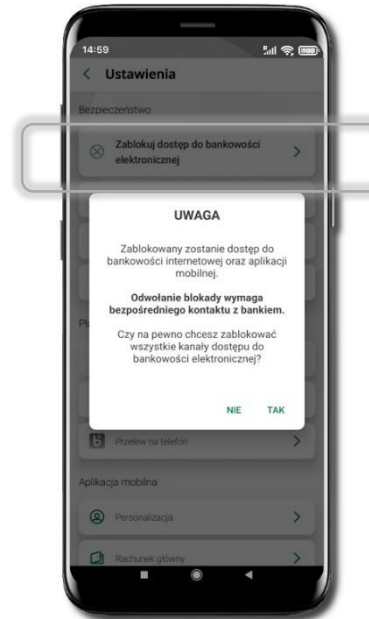 14:59
Ustawienia
Bezpieczeństwo
Zablokuj dostęp do bankowości
elektronicznej
UWAGA
Zablokowany zostanie dostęp do
bankowości internetowej oraz aplikacji
mobilnej.
Odwołanie blokady wymaga
bezpośredniego kontaktu z bankiem.
Czy na pewno chcesz zablokować
wszystkie kanały dostępu do
bankowości elektronicznej?
NIE TAK
Przelew na telefon
Aplikacja mobilna
Personalizacja
Rachunek główny